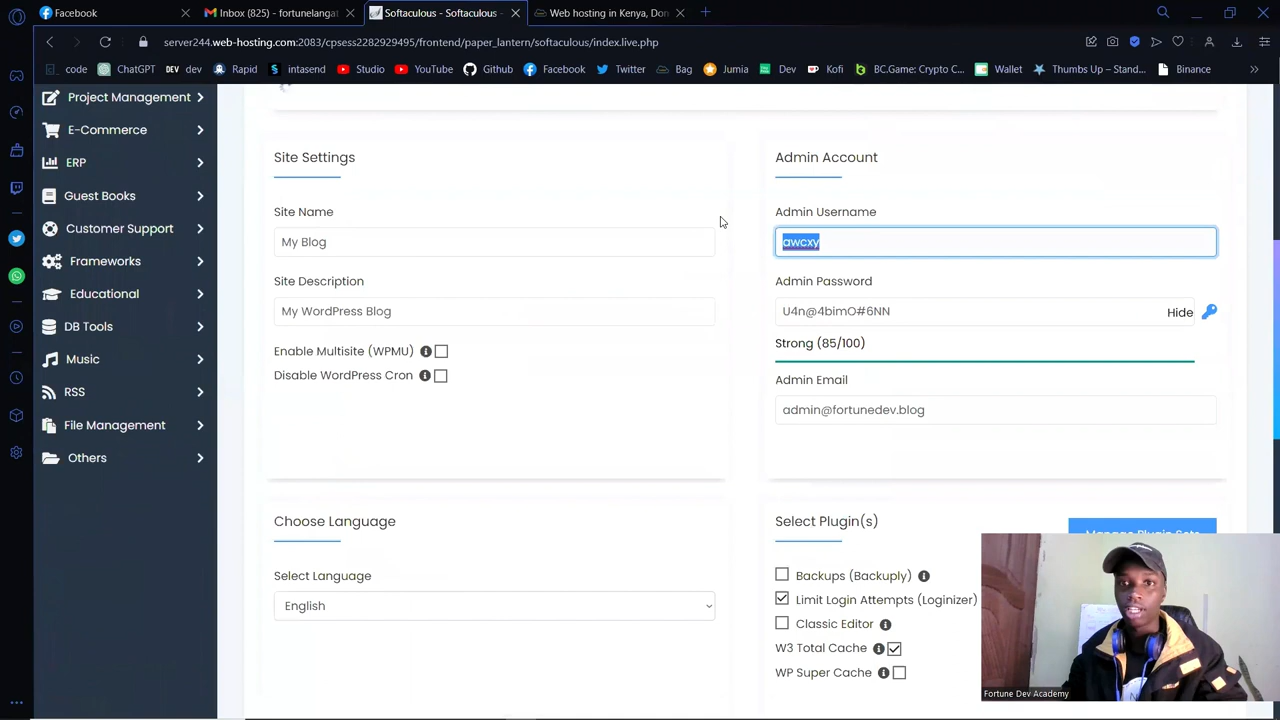 Facebook
Inbox (825) - fortunelangat
Softaculous - Softaculous -
Web hosting in Kenya, Don
server244.web-hosting.com:2083/cpsess2282929495/frontend/paper_lantern/softaculous/index.live.php
code
ChatGPT
DEV dev
Rapid
intasend
Studio
YouTube
Github
Facebook
Twitter
Bag
Jumia
Dev
Kofi
BC.Game: Crypto C...
Wallet
Thumbs Up – Stand...
Binance
Project Management
E-Commerce
ERP
Guest Books
Customer Support
Frameworks
Educational
DB Tools
Music
RSS
File Management
Others
Site Settings
Site Name
My Blog
Site Description
My WordPress Blog
Enable Multisite (WPMU)
Disable WordPress Cron
Admin Account
Admin Username
awcxy
Admin Password
U4n@4bimO#6NN
Hide
Strong (85/100)
Admin Email
admin@fortunedev.blog
Choose Language
Select Language
English
Select Plugin(s)
Manage Plugin Sets
Backups (Backuply)
Limit Login Attempts (Loginizer)
Classic Editor
W3 Total Cache
WP Super Cache
Fortune Dev Academy